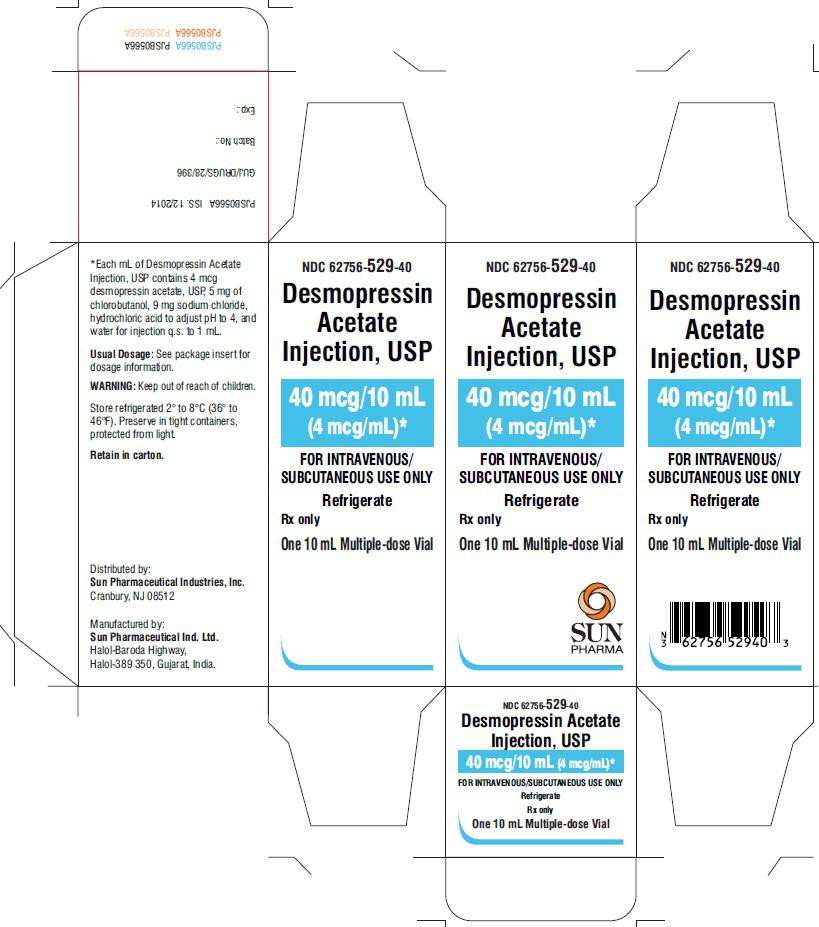 PJSB0566A PJSB0566A
PJSB0566A PJSB0566A
Exp.:
Batch No.:
GUJ/DRUGS/28/396
PJSB0566A ISS. 12/2014
*Each mL of Desmopressin Acetate
Injection, USP contains 4 mcg
desmopressin acetate, USP, 5 mg of
chlorobutanol, 9 mg sodium chloride,
hydrochloric acid to adjust pH to 4, and
water for injection q.s. to 1 mL.
Usual Dosage: See package insert for
dosage information.
WARNING: Keep out of reach of children.
Store refrigerated 2° to 8°C (36° to
46°F). Preserve in tight containers,
protected from light.
Retain in carton.
Distributed by:
Sun Pharmaceutical Industries, Inc.
Cranbury, NJ 08512
Manufactured by:
Sun Pharmaceutical Ind. Ltd.
Halol-Baroda Highway,
Halol-389 350, Gujarat, India.
NDC 62756-529-40
Desmopressin
Acetate
Injection, USP
40 mcg/10 mL
(4 mcg/mL)*
FOR INTRAVENOUS/
SUBCUTANEOUS USE ONLY
Refrigerate
Rx only
One 10 mL Multiple-dose Vial
NDC 62756-529-40
Desmopressin
Acetate
Injection, USP
40 mcg/10 mL
(4 mcg/mL)*
FOR INTRAVENOUS/
SUBCUTANEOUS USE ONLY
Refrigerate
Rx only
One 10 mL Multiple-dose Vial
SUN
PHARMA
NDC 62756-529-40
Desmopressin
Acetate
Injection, USP
40 mcg/10 mL
(4 mcg/mL)*
FOR INTRAVENOUS/
SUBCUTANEOUS USE ONLY
Refrigerate
Rx only
One 10 mL Multiple-dose Vial
N
3 62756 52940 3
NDC 62756-529-40
Desmopressin Acetate
Injection, USP
40 mcg/10 mL (4 mcg/mL)*
FOR INTRAVENOUS/SUBCUTANEOUS USE ONLY
Refrigerate
Rx only
One 10 mL Multiple-dose Vial